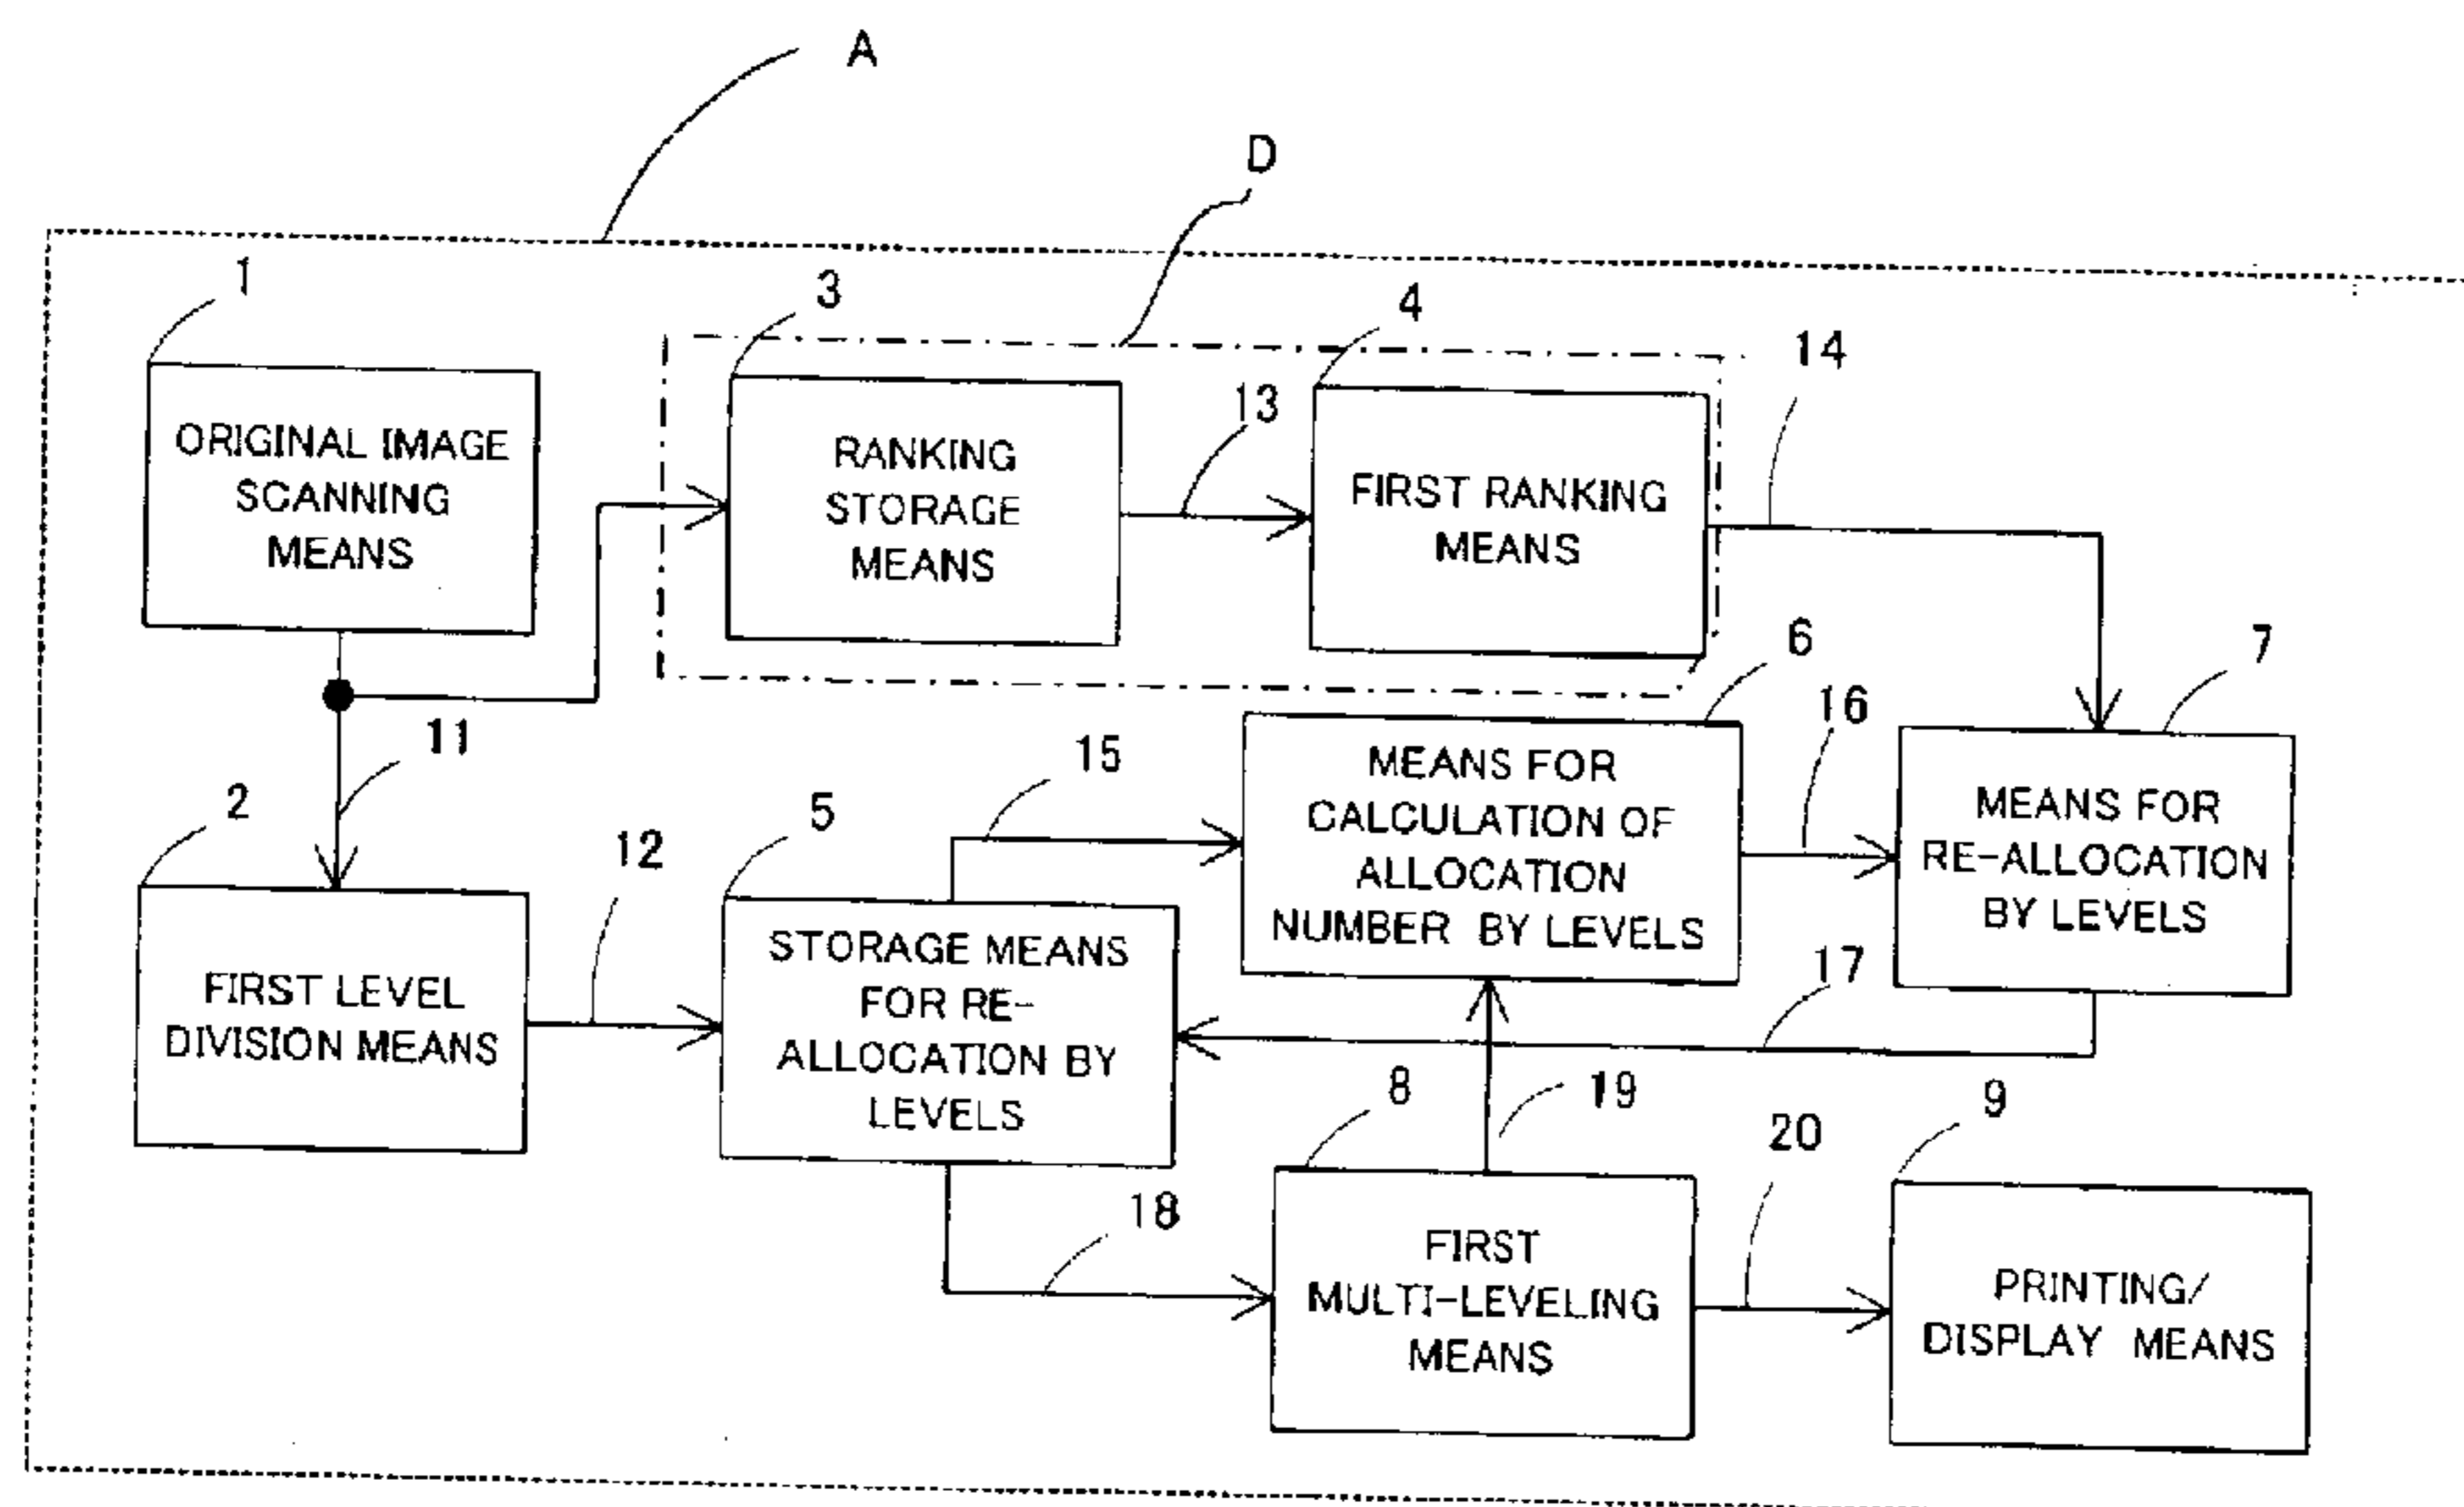 A
D
1
ORIGINAL IMAGE
SCANNING
MEANS
3
RANKING
STORAGE
MEANS
13
4
FIRST RANKING
MEANS
14
11
2
FIRST LEVEL
DIVISION MEANS
12
5
STORAGE MEANS
FOR RE-
ALLOCATION BY
LEVELS
15
6
MEANS FOR
CALCULATION OF
ALLOCATION
NUMBER BY LEVELS
16
7
MEANS FOR
RE-ALLOCATION
BY LEVELS
17
18
8
FIRST
MULTI-LEVELING
MEANS
19
20
9
PRINTING/
DISPLAY MEANS